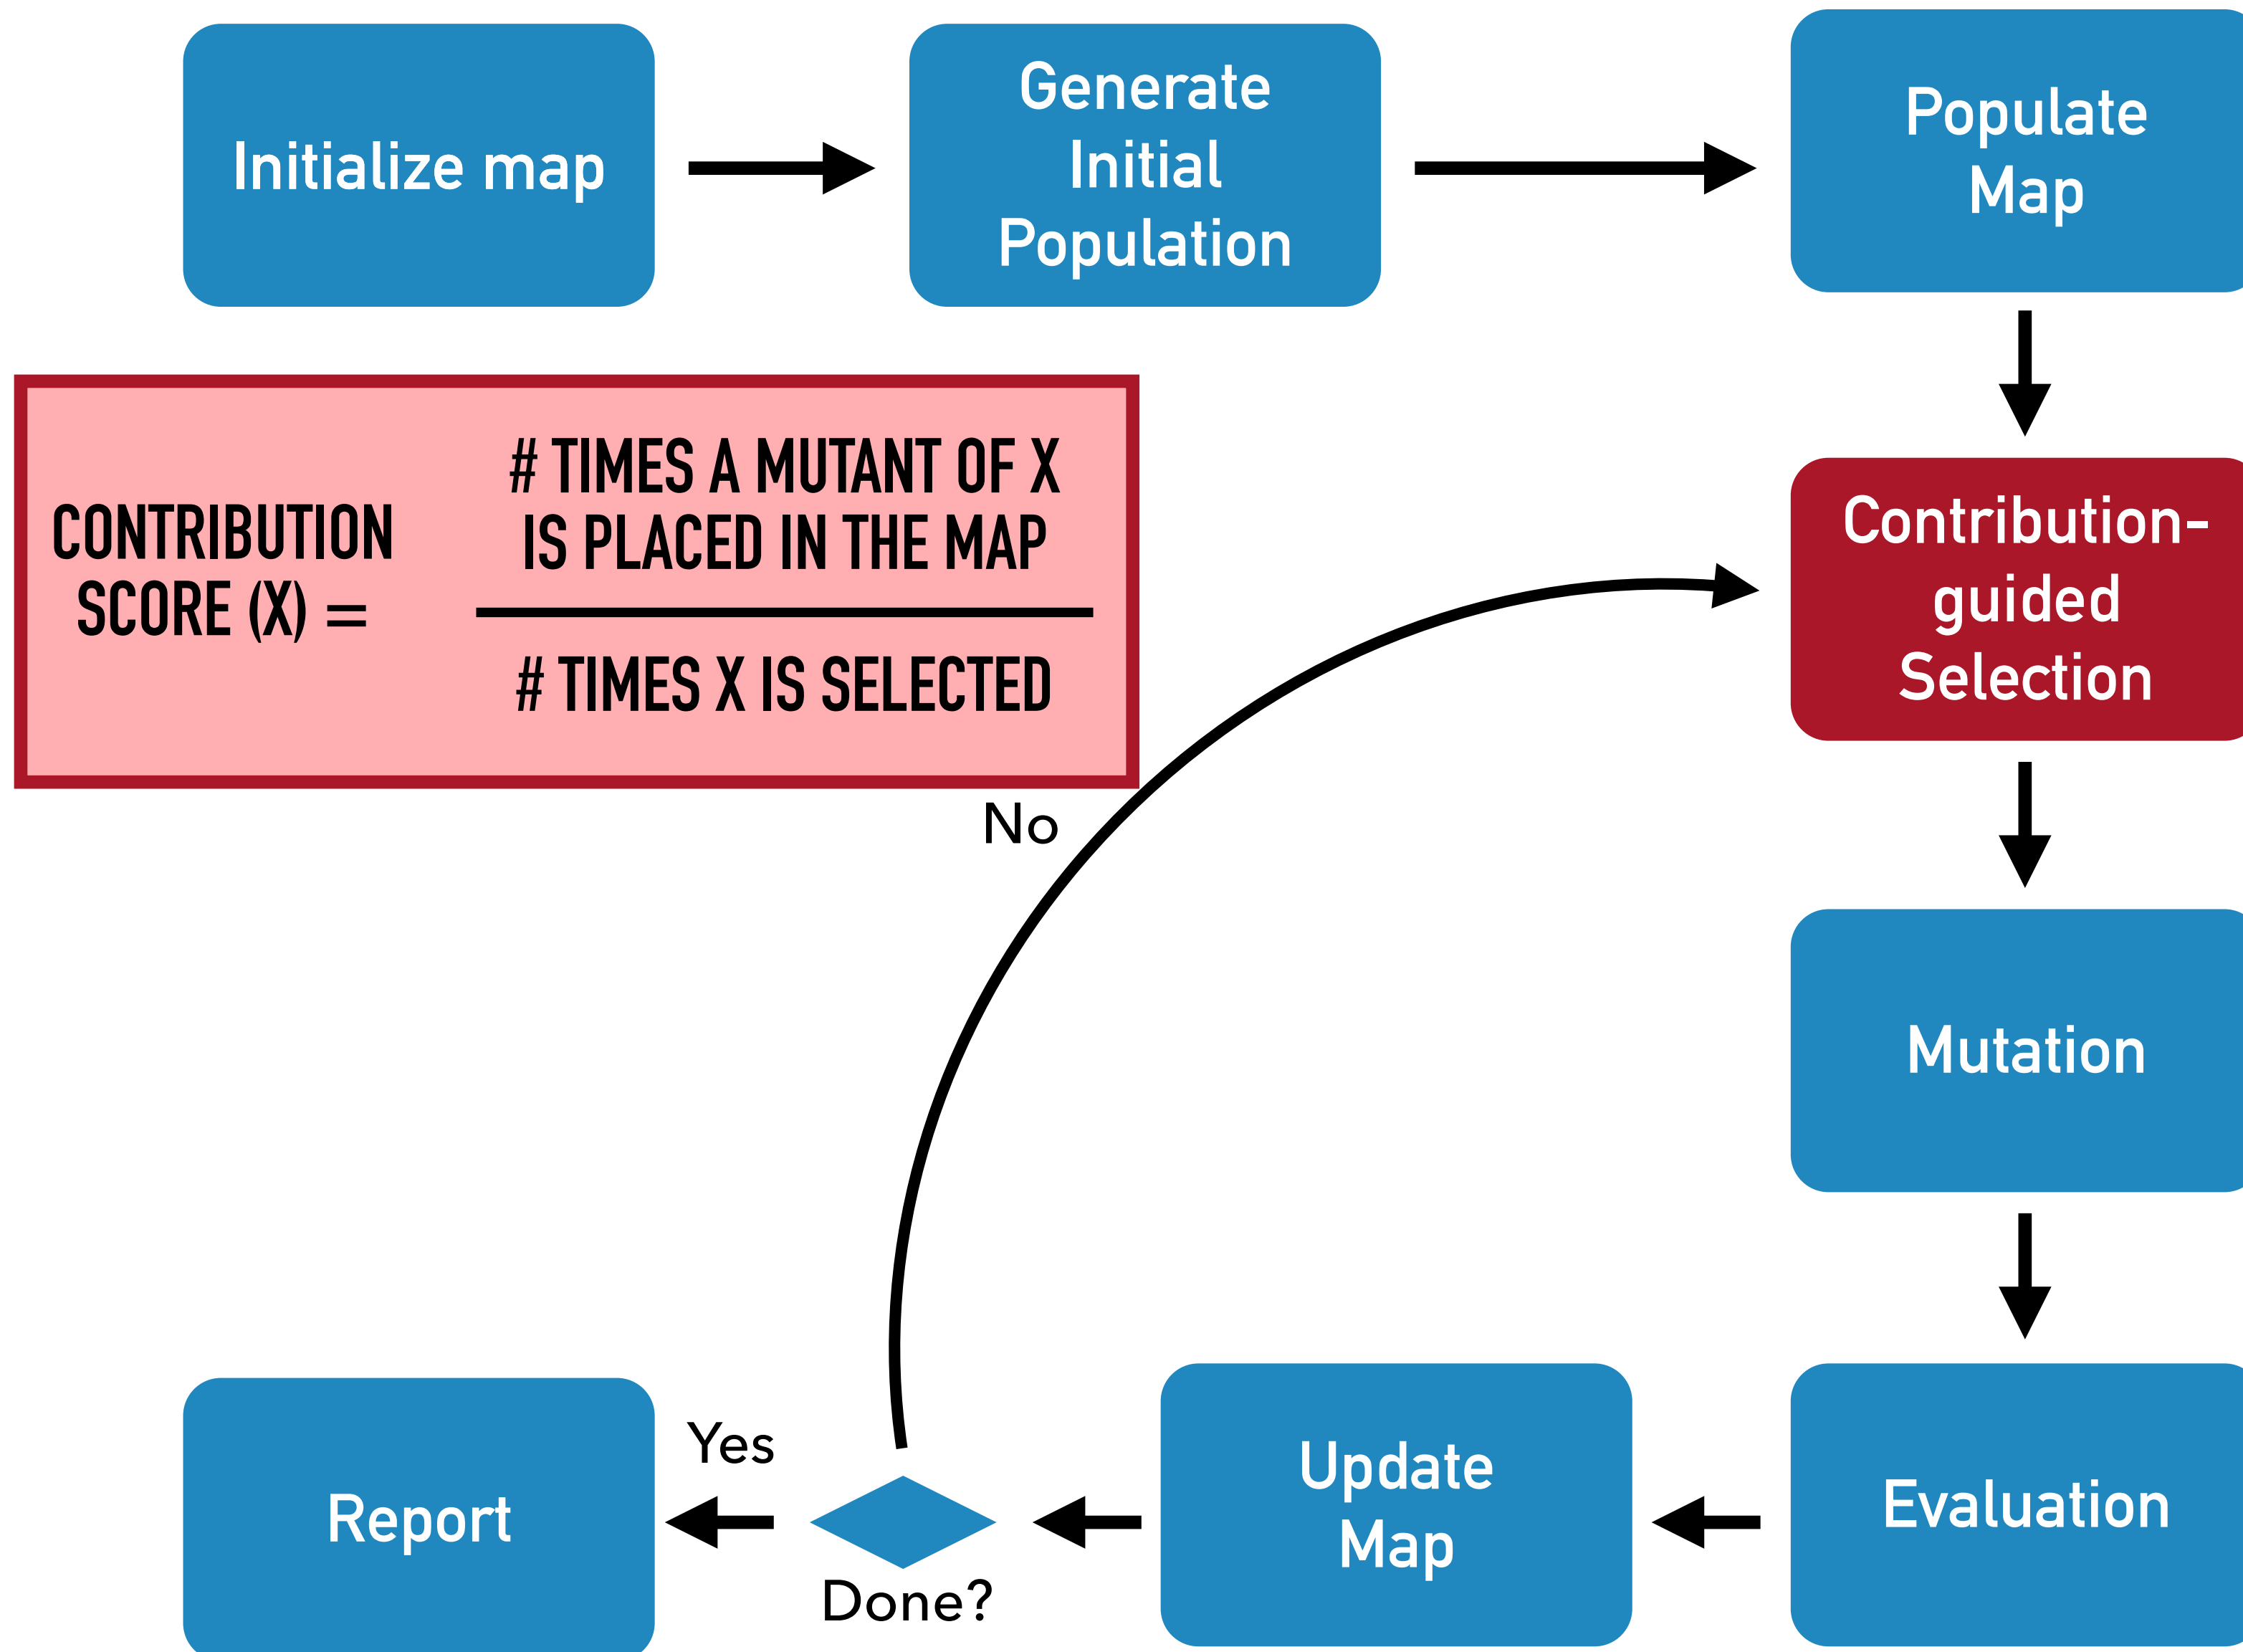 Initialize map
Generate
Initial
Population
Populate
Map
CONTRIBUTION
SCORE (X) =
# TIMES A MUTANT OF X
IS PLACED IN THE MAP
# TIMES X IS SELECTED
Contribution-
guided
Selection
No
Mutation
Evaluation
Update
Map
Done?
Yes
Report